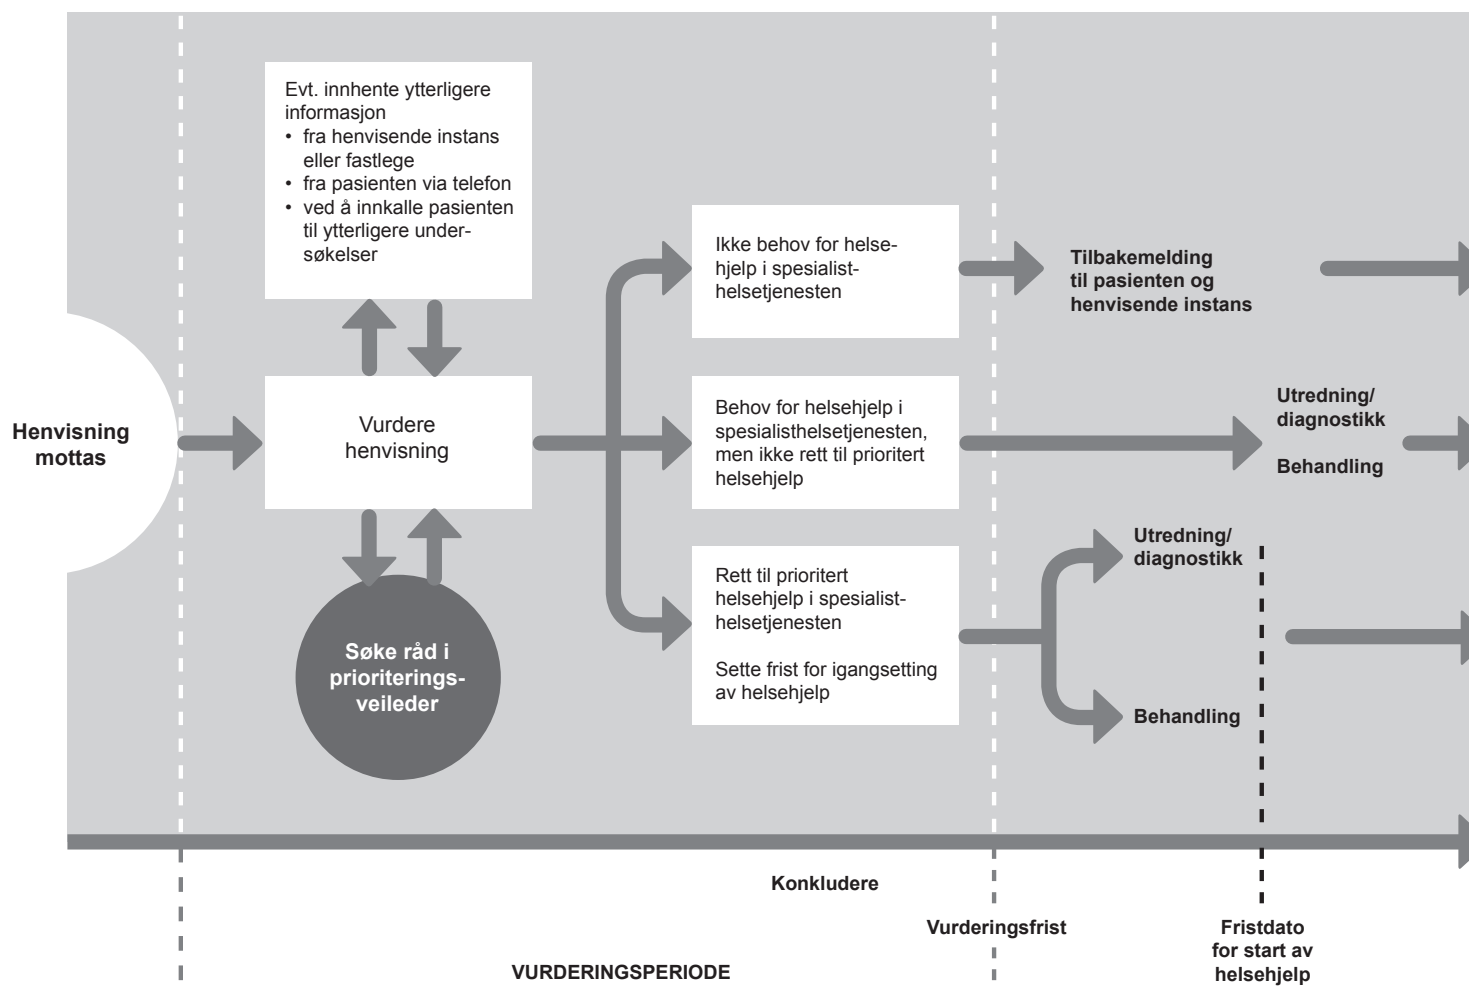 Henvisning
mottas
Evt. innhente ytterligere
informasjon
• fra henvisende instans
eller fastlege
• fra pasienten via telefon
• ved å innkalle pasienten
til ytterligere under-
søkelser
Vurdere
henvisning
Søke råd i
prioriterings-
veileder
Ikke behov for helse-
hjelp i spesialist-
helsetjenesten
Behov for helsehjelp i
spesialisthelsetjenesten,
men ikke rett til prioritert
helsehjelp
Rett til prioritert
helsehjelp i spesialist-
helsetjenesten
Sette frist for igangsetting
av helsehjelp
Tilbakemelding
til pasienten og
henvisende instans
Utredning/
diagnostikk
Behandling
Utredning/
diagnostikk
Behandling
Konkludere
Vurderingsfrist
Fristdato
for start av
helsehjelp
VURDERINGSPERIODE